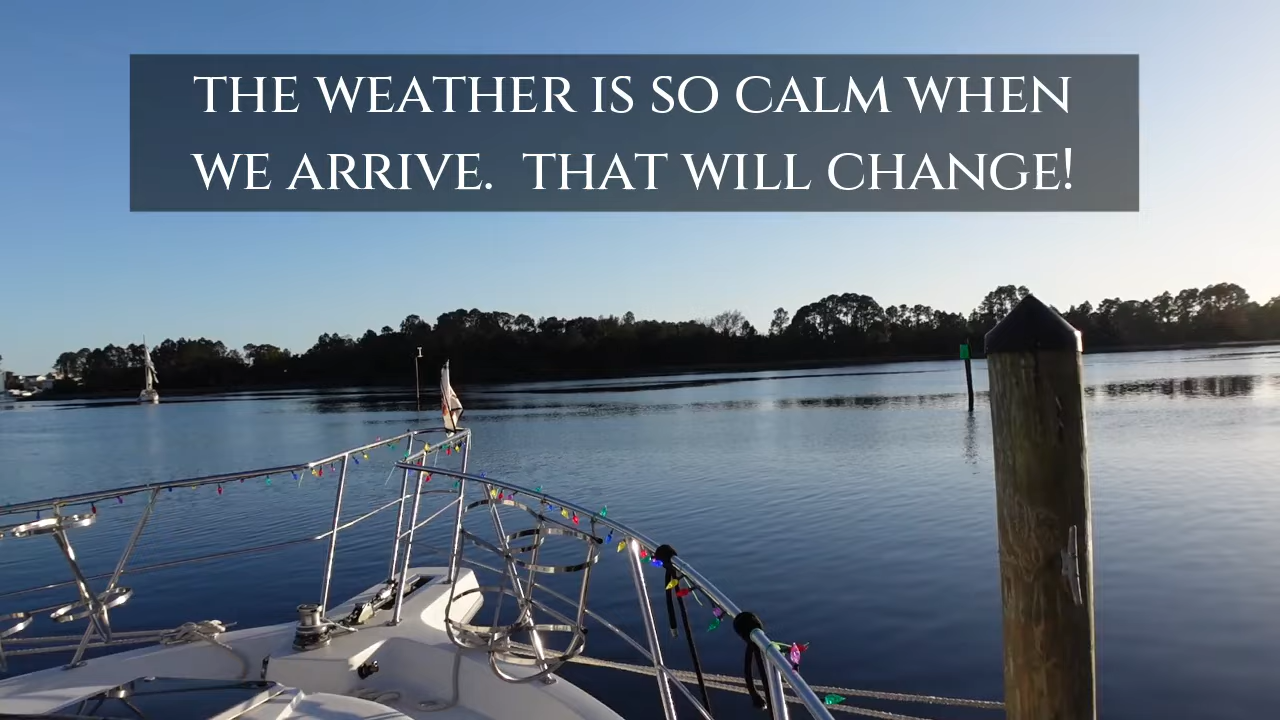 THE WEATHER IS SO CALM WHEN
WE ARRIVE.  THAT WILL CHANGE!